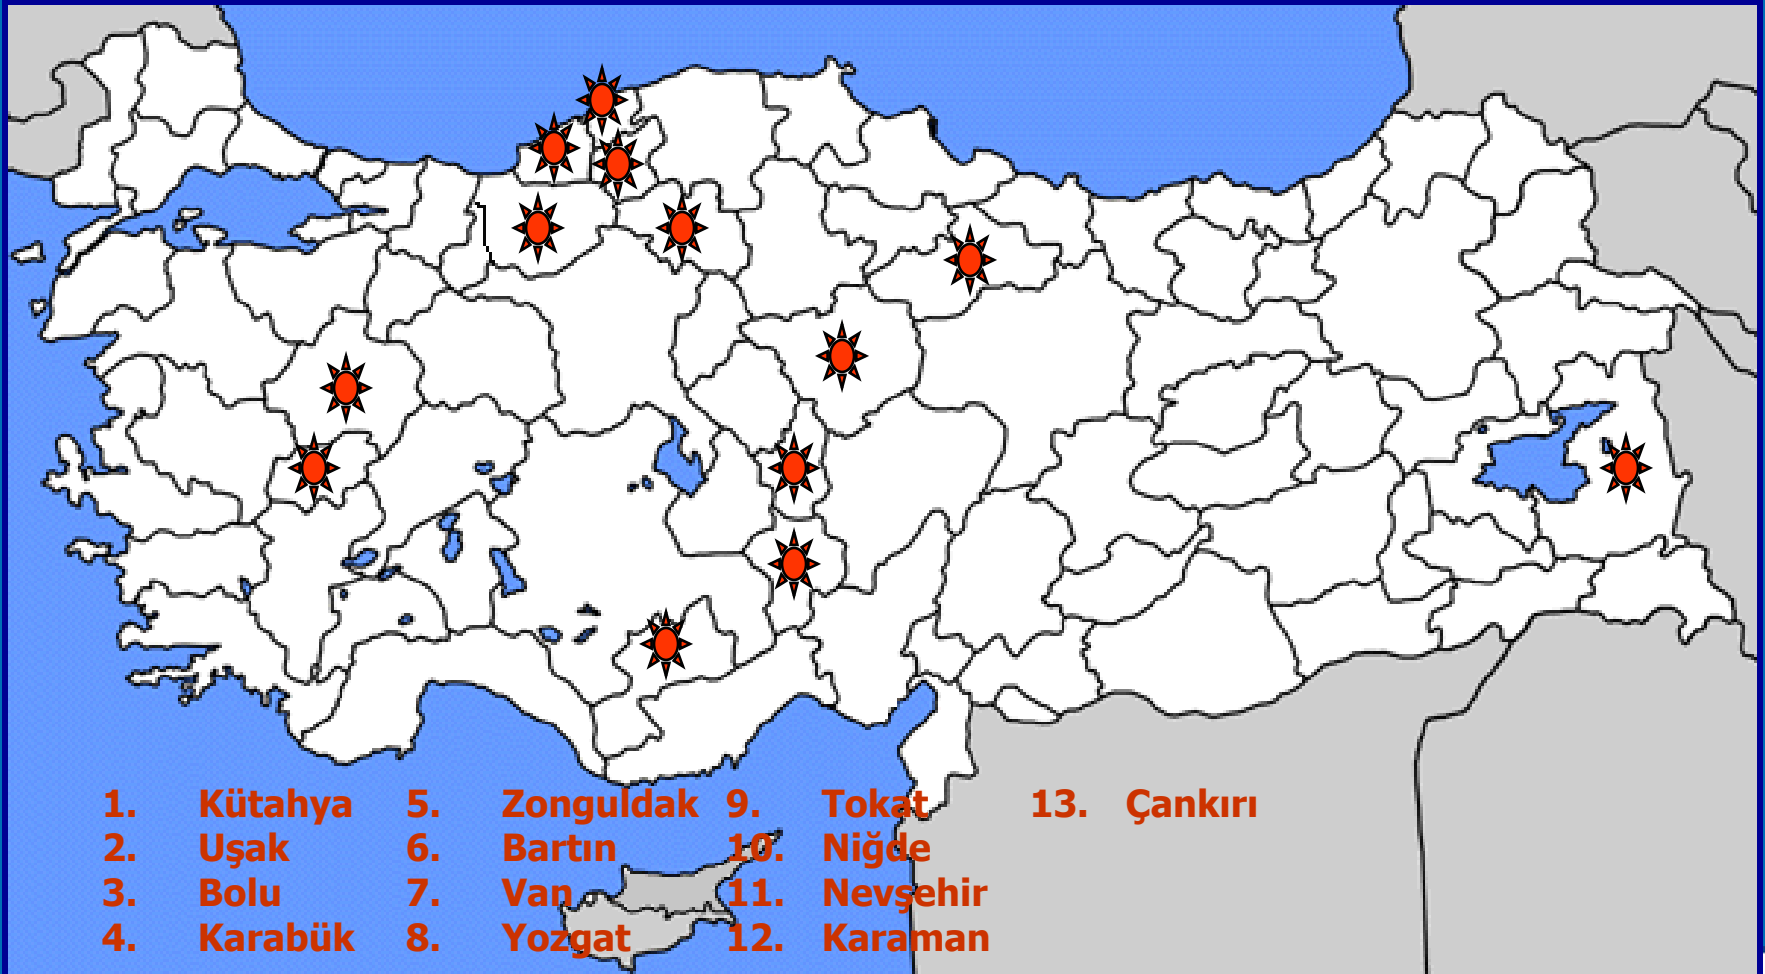 1. Kütahya
2. Uşak
3. Bolu
4. Karabük
5. Zonguldak
6. Bartın
7. Van
8. Yozgat
9. Tokat
10. Niğde
11. Nevşehir
12. Karaman
13. Çankırı